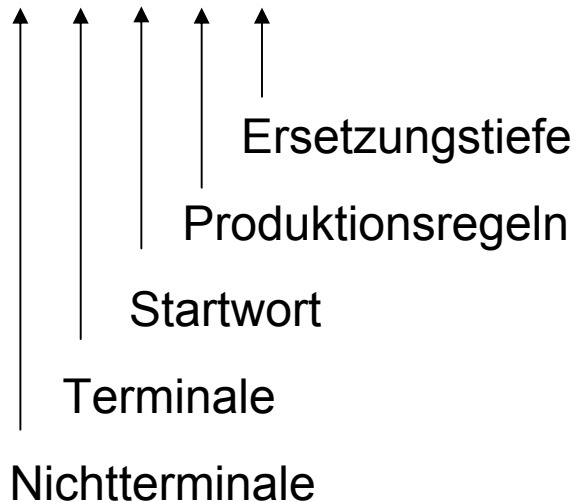 Ersetzungstiefe
Produktionsregeln
Startwort
Terminale
Nichtterminale